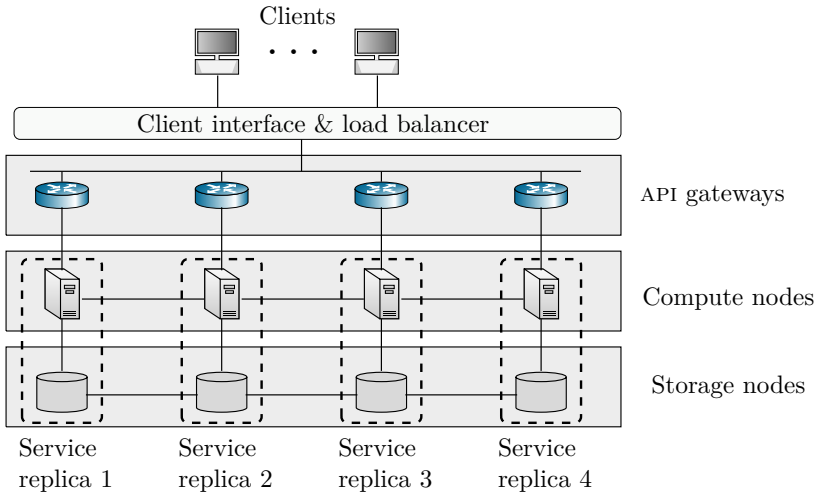 Clients
Client interface & load balancer
API gateways
Compute nodes
Storage nodes
Service
replica 1
Service
replica 2
Service
replica 3
Service
replica 4